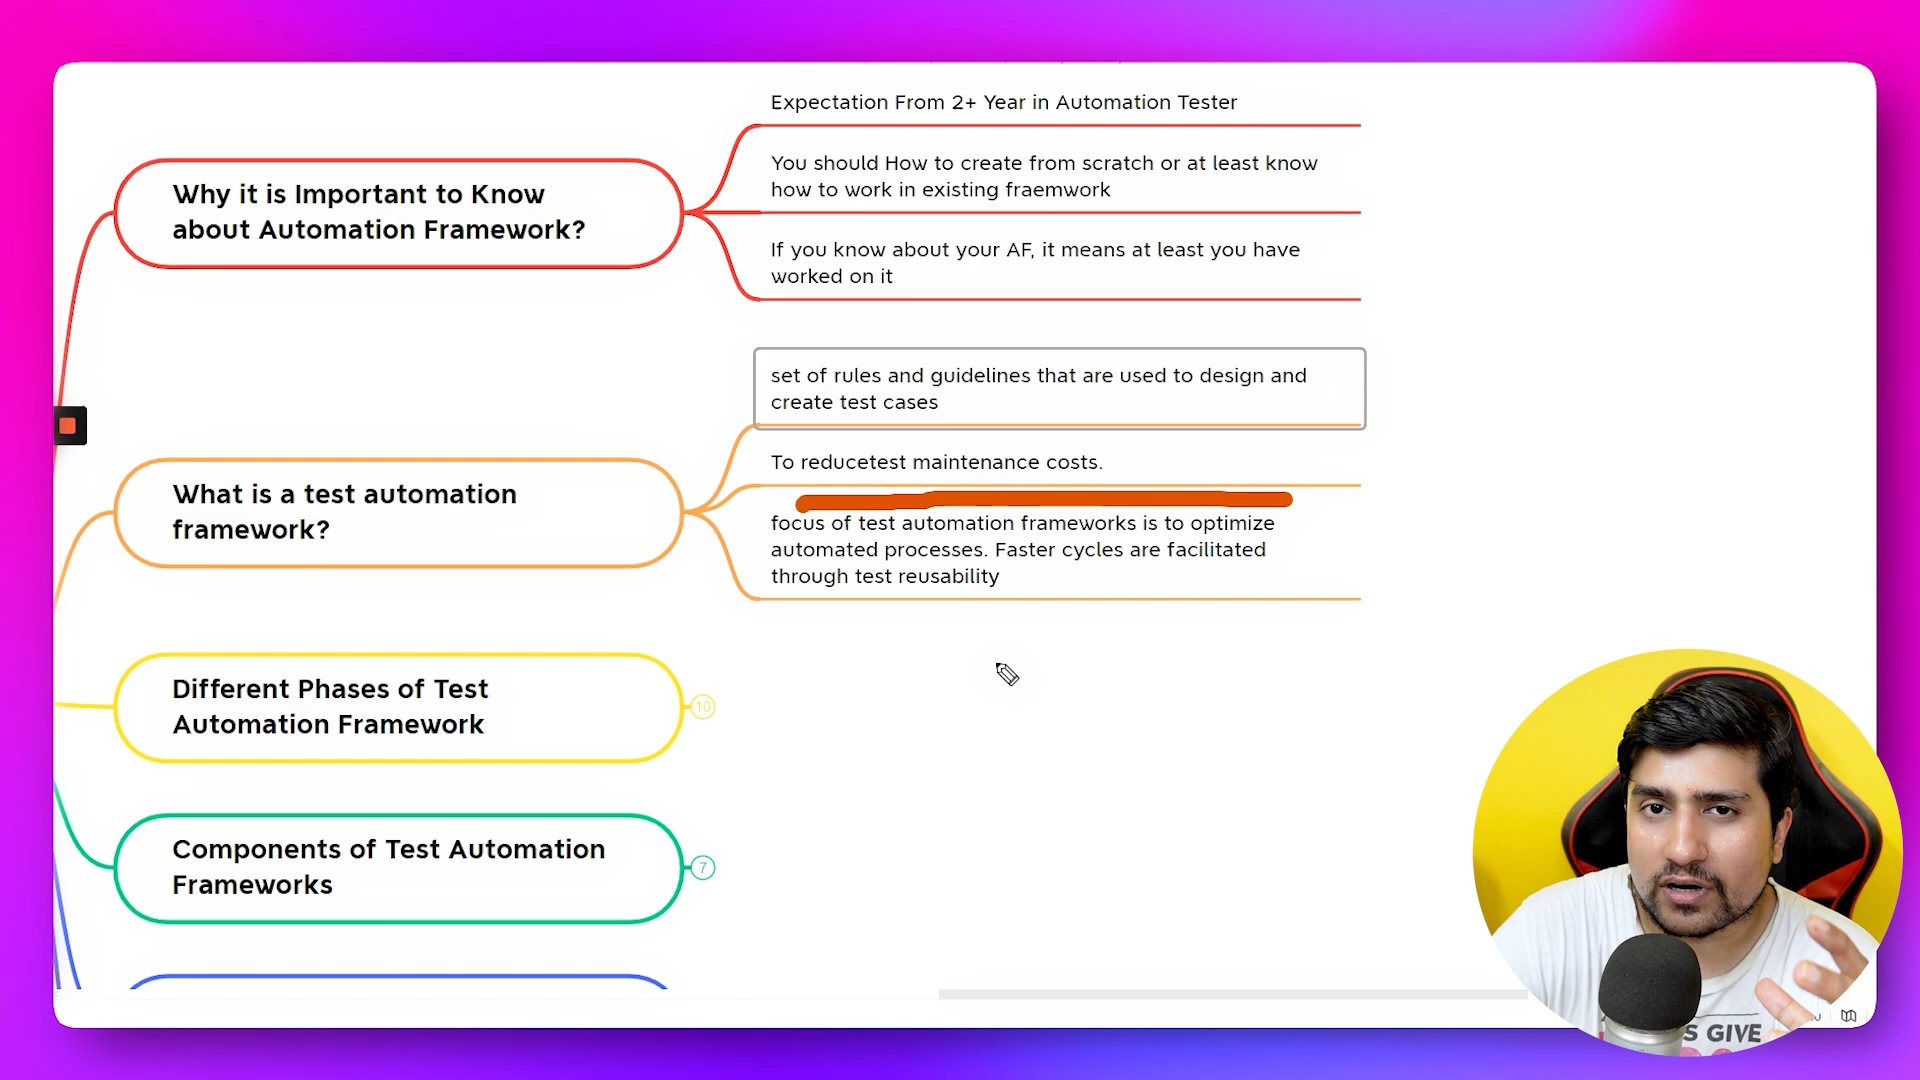 Expectation From 2+ Year in Automation Tester
Why it is Important to Know
about Automation Framework?
You should How to create from scratch or at least know
how to work in existing fraemwork
If you know about your AF, it means at least you have
worked on it
set of rules and guidelines that are used to design and
create test cases
What is a test automation
framework?
To reducetest maintenance costs.
focus of test automation frameworks is to optimize
automated processes. Faster cycles are facilitated
through test reusability
Different Phases of Test
Automation Framework
10
Components of Test Automation
Frameworks
7
S GIVE